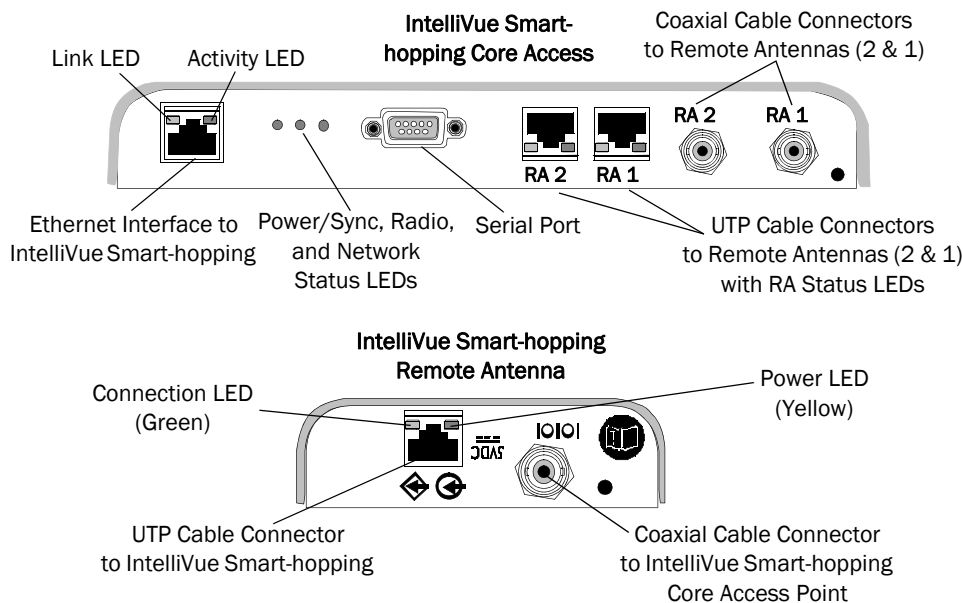 IntelliVue Smart-
hopping Core Access
Coaxial Cable Connectors
to Remote Antennas (2 & 1)
Link LED
Activity LED
RA 2
RA 1
RA 2
RA 1
Ethernet Interface to
IntelliVue Smart-hopping
Power/Sync, Radio,
and Network
Status LEDs
Serial Port
UTP Cable Connectors
to Remote Antennas (2 & 1)
with RA Status LEDs
IntelliVue Smart-hopping
Remote Antenna
Connection LED
(Green)
Power LED
(Yellow)
5VDC
IOIOI
UTP Cable Connector
to IntelliVue Smart-hopping
Coaxial Cable Connector
to IntelliVue Smart-hopping
Core Access Point